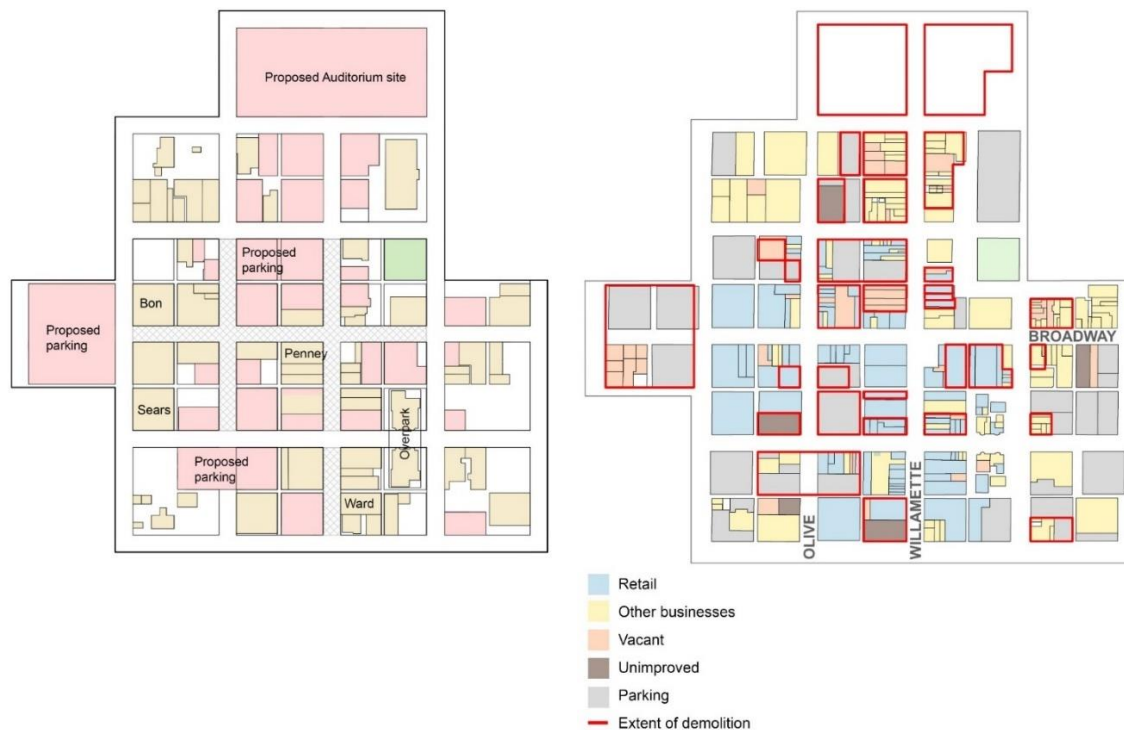 Proposed Auditorium site
Proposed
parking
Bon
Proposed
parking
Penney
Sears
Overpark
Proposed
parking
Ward
BROADWAY
OLIVE
WILLAMETTE
Retail
Other businesses
Vacant
Unimproved
Parking
Extent of demolition